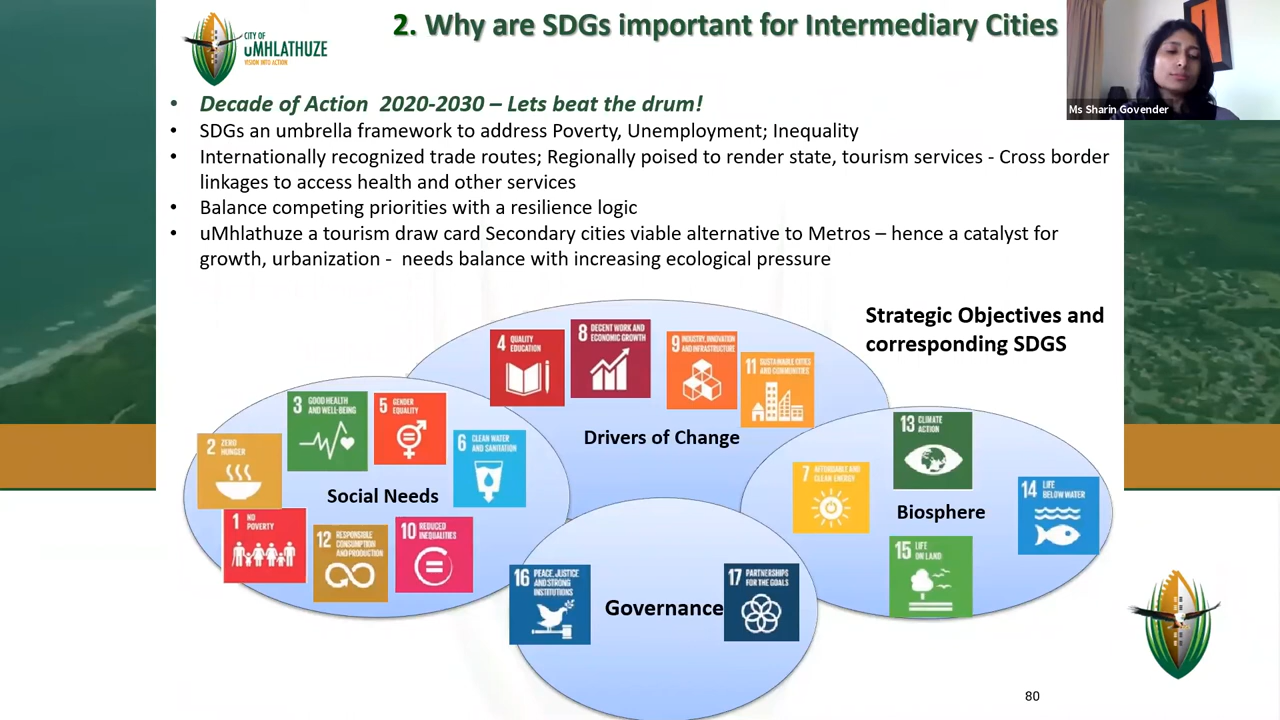 CITY OF
uMHLATHUZE
VISION INTO ACTION
2. Why are SDGs important for Intermediary Cities
Ms Sharin Govender
• Decade of Action 2020-2030 – Lets beat the drum!
• SDGs an umbrella framework to address Poverty, Unemployment; Inequality
• Internationally recognized trade routes; Regionally poised to render state, tourism services - Cross border
linkages to access health and other services
• Balance competing priorities with a resilience logic
• uMhlathuze a tourism draw card Secondary cities viable alternative to Metros – hence a catalyst for
growth, urbanization - needs balance with increasing ecological pressure
Strategic Objectives and
corresponding SDGS
4 QUALITY
EDUCATION
8 DECENT WORK AND
ECONOMIC GROWTH
9 INDUSTRY, INNOVATION
AND INFRASTRUCTURE
11 SUSTAINABLE CITIES
AND COMMUNITIES
Drivers of Change
3 GOOD HEALTH
AND WELL-BEING
5 GENDER
EQUALITY
2 ZERO
HUNGER
6 CLEAN WATER
AND SANITATION
Social Needs
1 NO
POVERTY
12 RESPONSIBLE
CONSUMPTION
AND PRODUCTION
10 REDUCED
INEQUALITIES
13 CLIMATE
ACTION
7 AFFORDABLE AND
CLEAN ENERGY
14 LIFE
BELOW WATER
Biosphere
15 LIFE
ON LAND
16 PEACE, JUSTICE
AND STRONG
INSTITUTIONS
Governance
17 PARTNERSHIPS
FOR THE GOALS
80